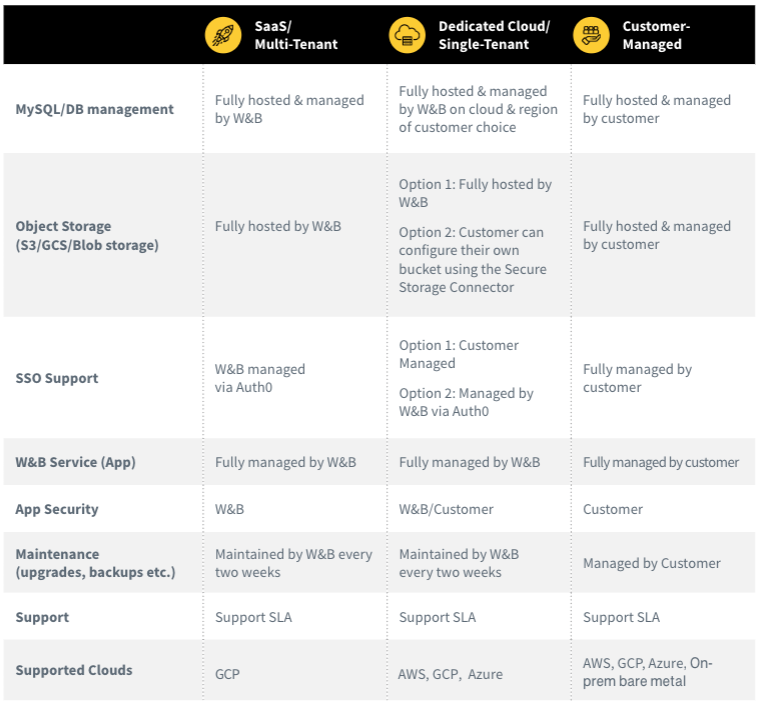 SaaS/
Multi-Tenant
Dedicated Cloud/
Single-Tenant
Customer-
Managed
MySQL/DB management
Fully hosted & managed
by W&B
Fully hosted & managed
by W&B on cloud & region
of customer choice
Fully hosted & managed
by customer
Object Storage
(S3/GCS/Blob storage)
Fully hosted by W&B
Option 1: Fully hosted by
W&B
Option 2: Customer can
configure their own
bucket using the Secure
Storage Connector
Fully hosted & managed
by customer
SSO Support
W&B managed
via Auth0
Option 1: Customer
Managed
Option 2: Managed by
W&B via Auth0
Fully managed by
customer
W&B Service (App)
Fully managed by W&B
Fully managed by W&B
Fully managed by customer
App Security
W&B
W&B/Customer
Customer
Maintenance
(upgrades, backups etc.)
Maintained by W&B every
two weeks
Maintained by W&B
every two weeks
Managed by Customer
Support
Support SLA
Support SLA
Support SLA
Supported Clouds
GCP
AWS, GCP, Azure
AWS, GCP, Azure, On-
prem bare metal